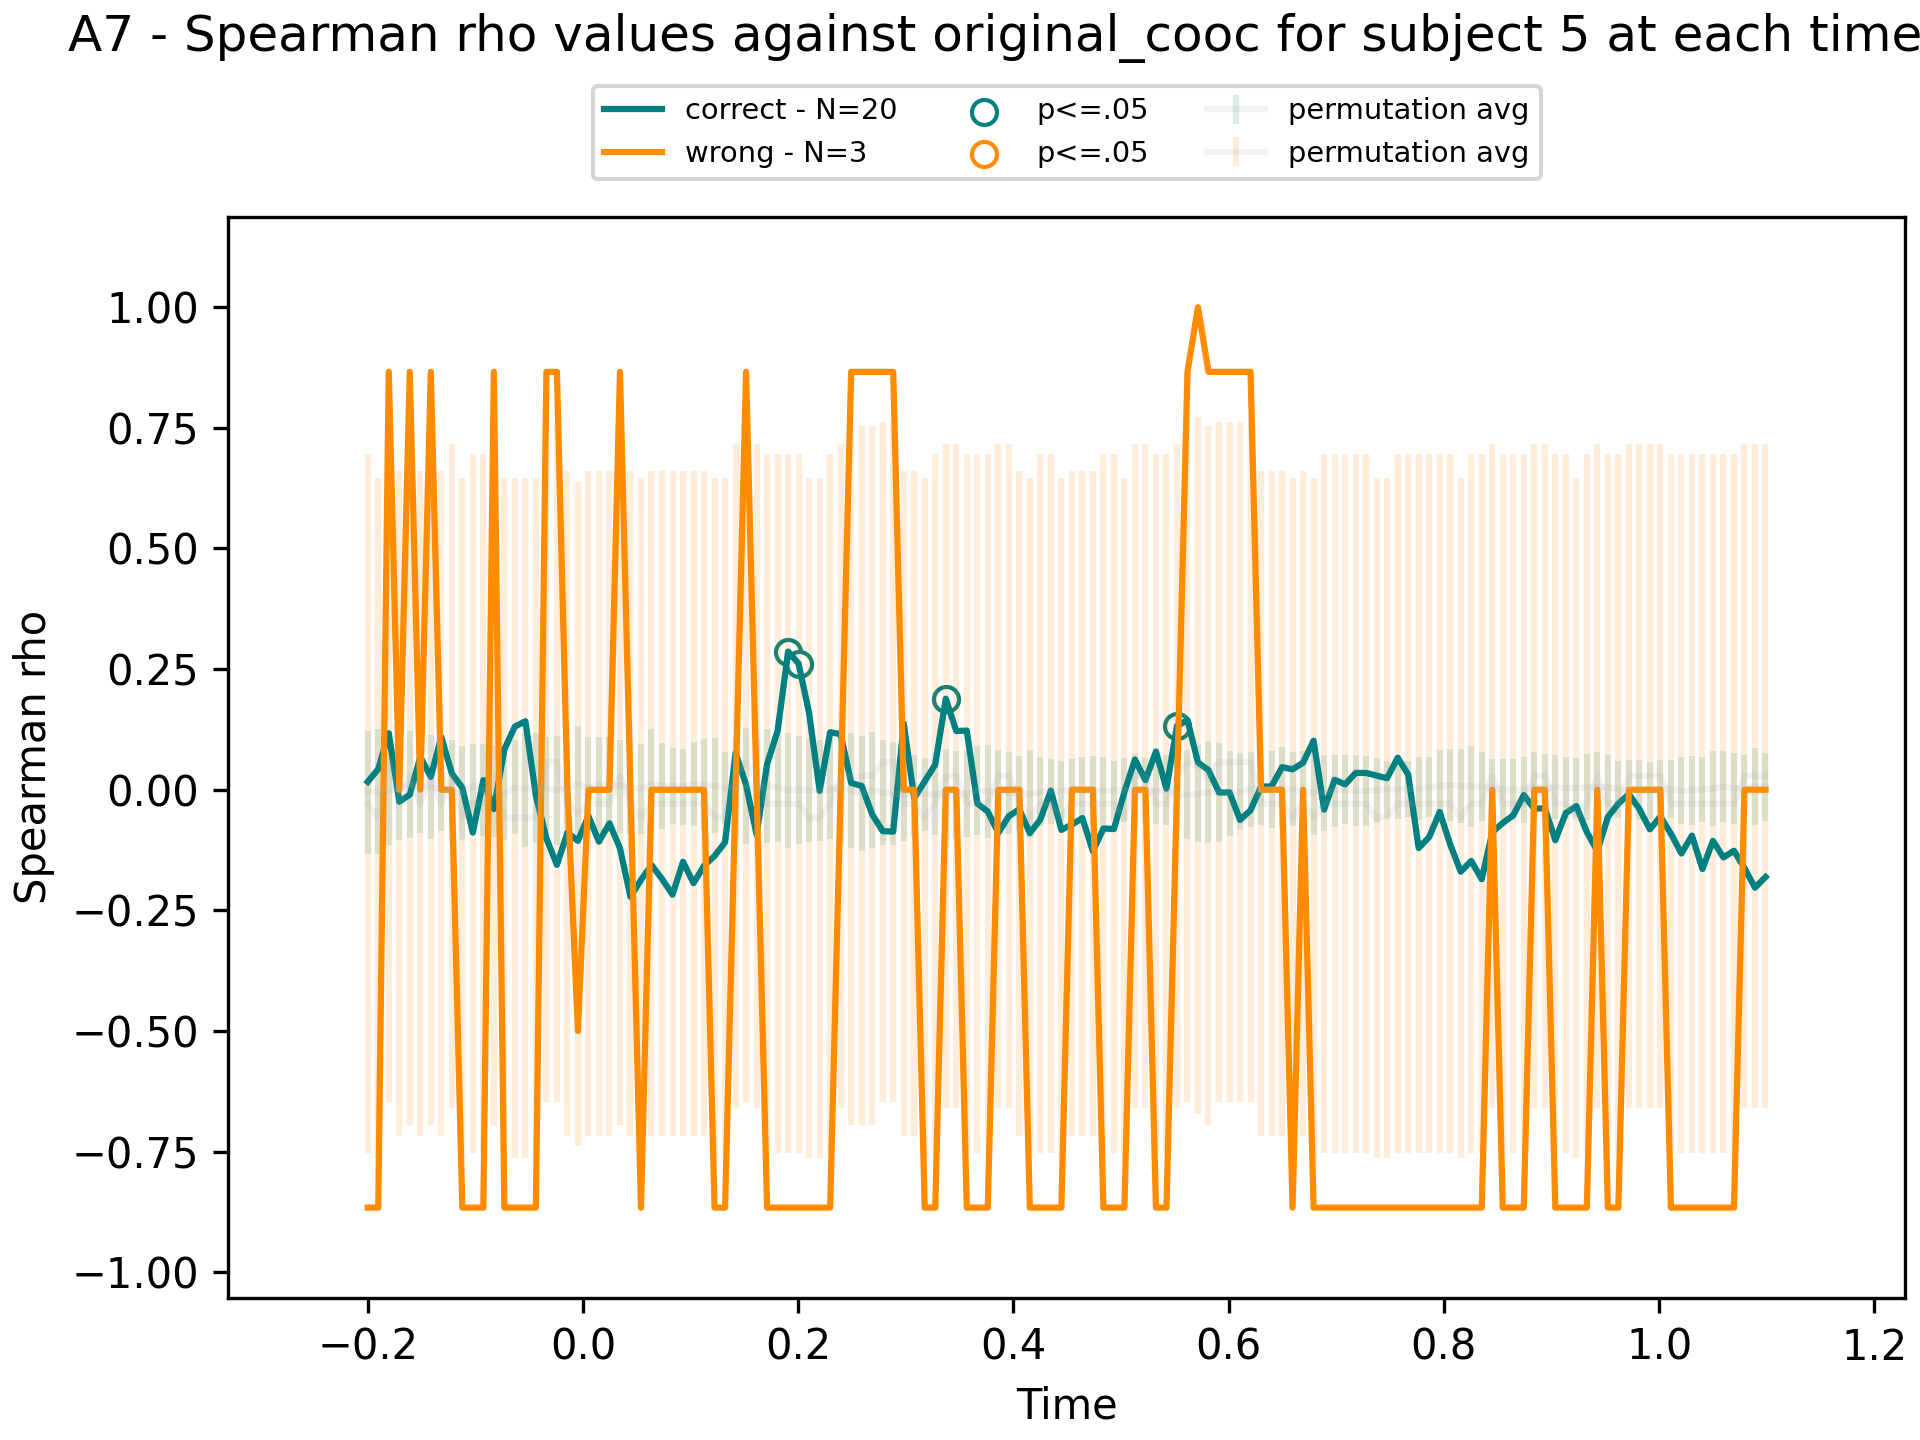 A7 - Spearman rho values against original_cooc for subject 5 at each time
correct - N=20 p<=.05 permutation avg
wrong - N=3 p<=.05 permutation avg
1.00
0.75
0.50
0.25
0.00
−0.25
−0.50
−0.75
−1.00
Spearman rho
−0.2 0.0 0.2 0.4 0.6 0.8 1.0 1.2
Time